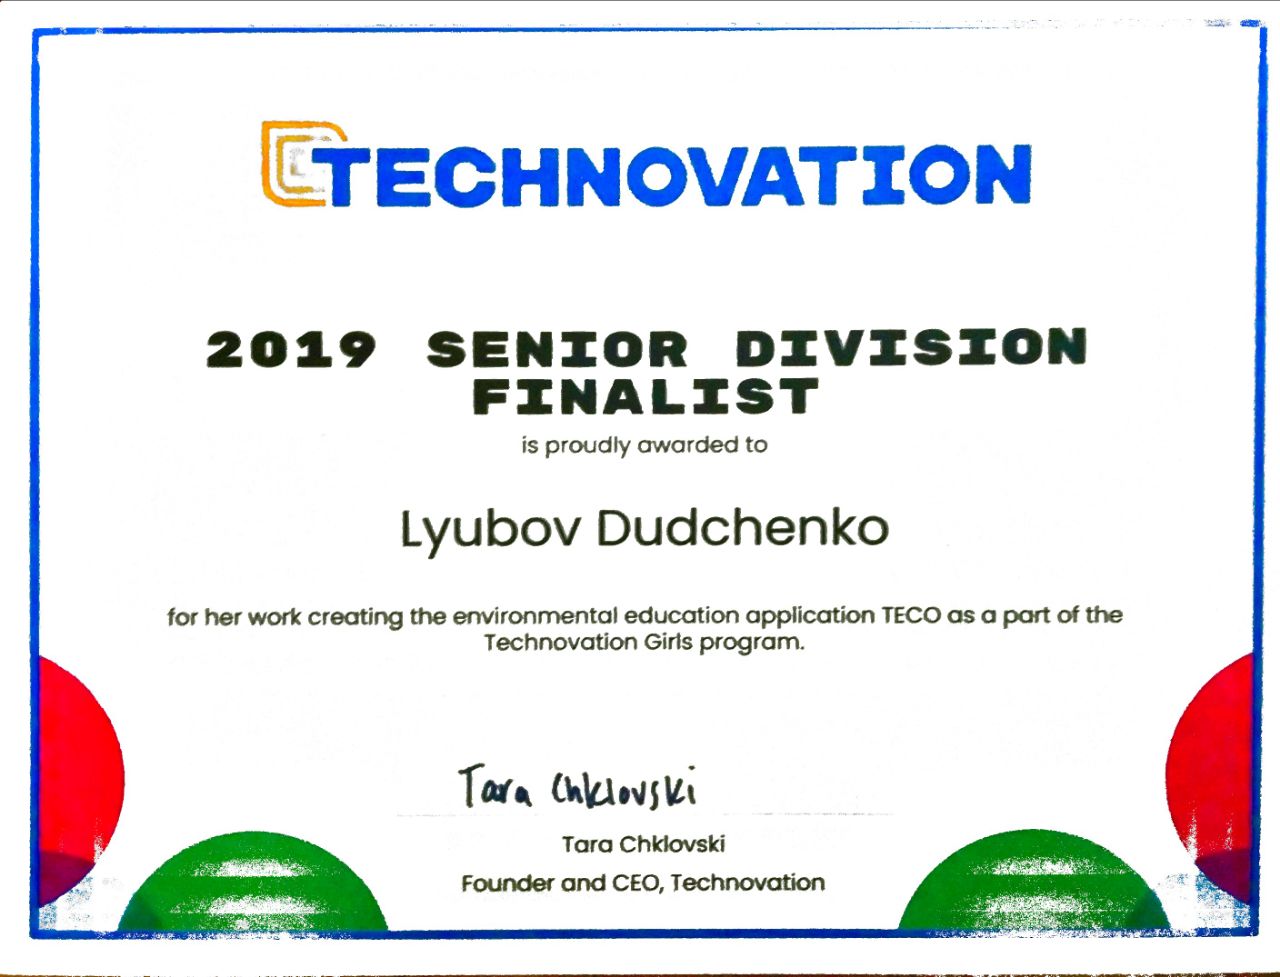 TECHNOVATION
2019 SENIOR DIVISION
FINALIST
is proudly awarded to
Lyubov Dudchenko
for her work creating the environmental education application TECO as a part of the
Technovation Girls program.
Tara Chklovski
Tara Chklovski
Founder and CEO, Technovation